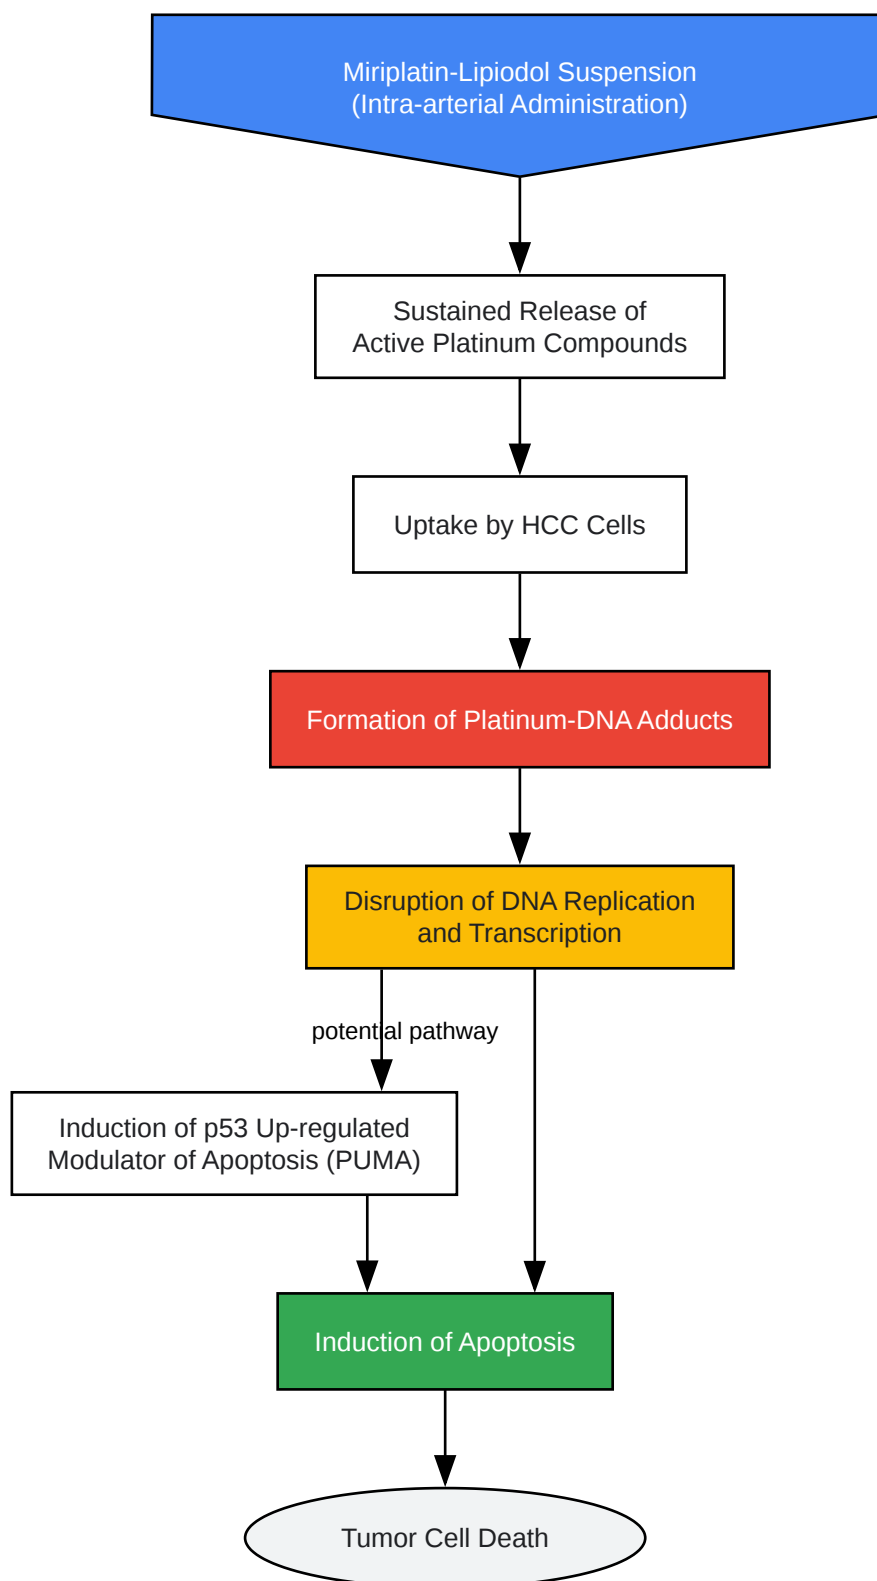 Miriplatin-Lipiodol Suspension
(Intra-arterial Administration)
Sustained Release of
Active Platinum Compounds
Uptake by HCC Cells
Formation of Platinum-DNA Adducts
Disruption of DNA Replication
and Transcription
potential pathway
Induction of p53 Up-regulated
Modulator of Apoptosis (PUMA)
Induction of Apoptosis
Tumor Cell Death